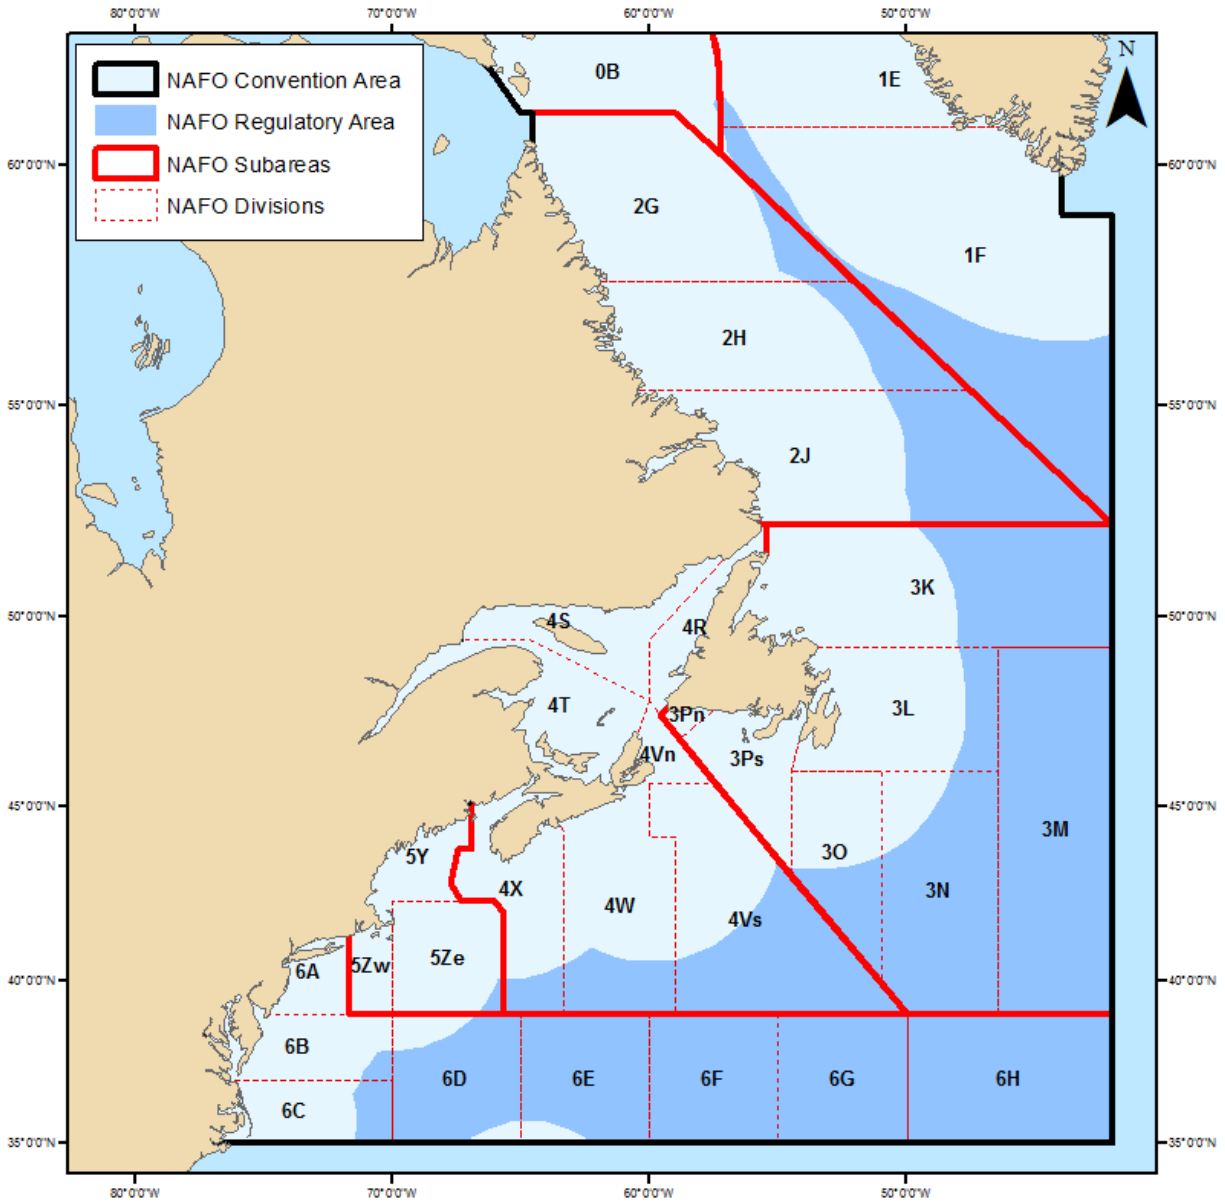 80°0'0"W 70°0'0"W 60°0'0"W 50°0'0"W
N
NAFO Convention Area
NAFO Regulatory Area
NAFO Subareas
NAFO Divisions
0B
1E
60°0'0"N 60°0'0"N
2G
1F
2H
55°0'0"N 55°0'0"N
2J
3K
50°0'0"N 50°0'0"N
4S
4R
4T
3Pn
3L
4Vn
3Ps
45°0'0"N 45°0'0"N
3M
5Y
3O
4X
3N
4W
4Vs
5Ze
5Zw
6A
40°0'0"N 40°0'0"N
6B
6D 6E 6F 6G 6H
6C
35°0'0"N 35°0'0"N
80°0'0"W 70°0'0"W 60°0'0"W 50°0'0"W